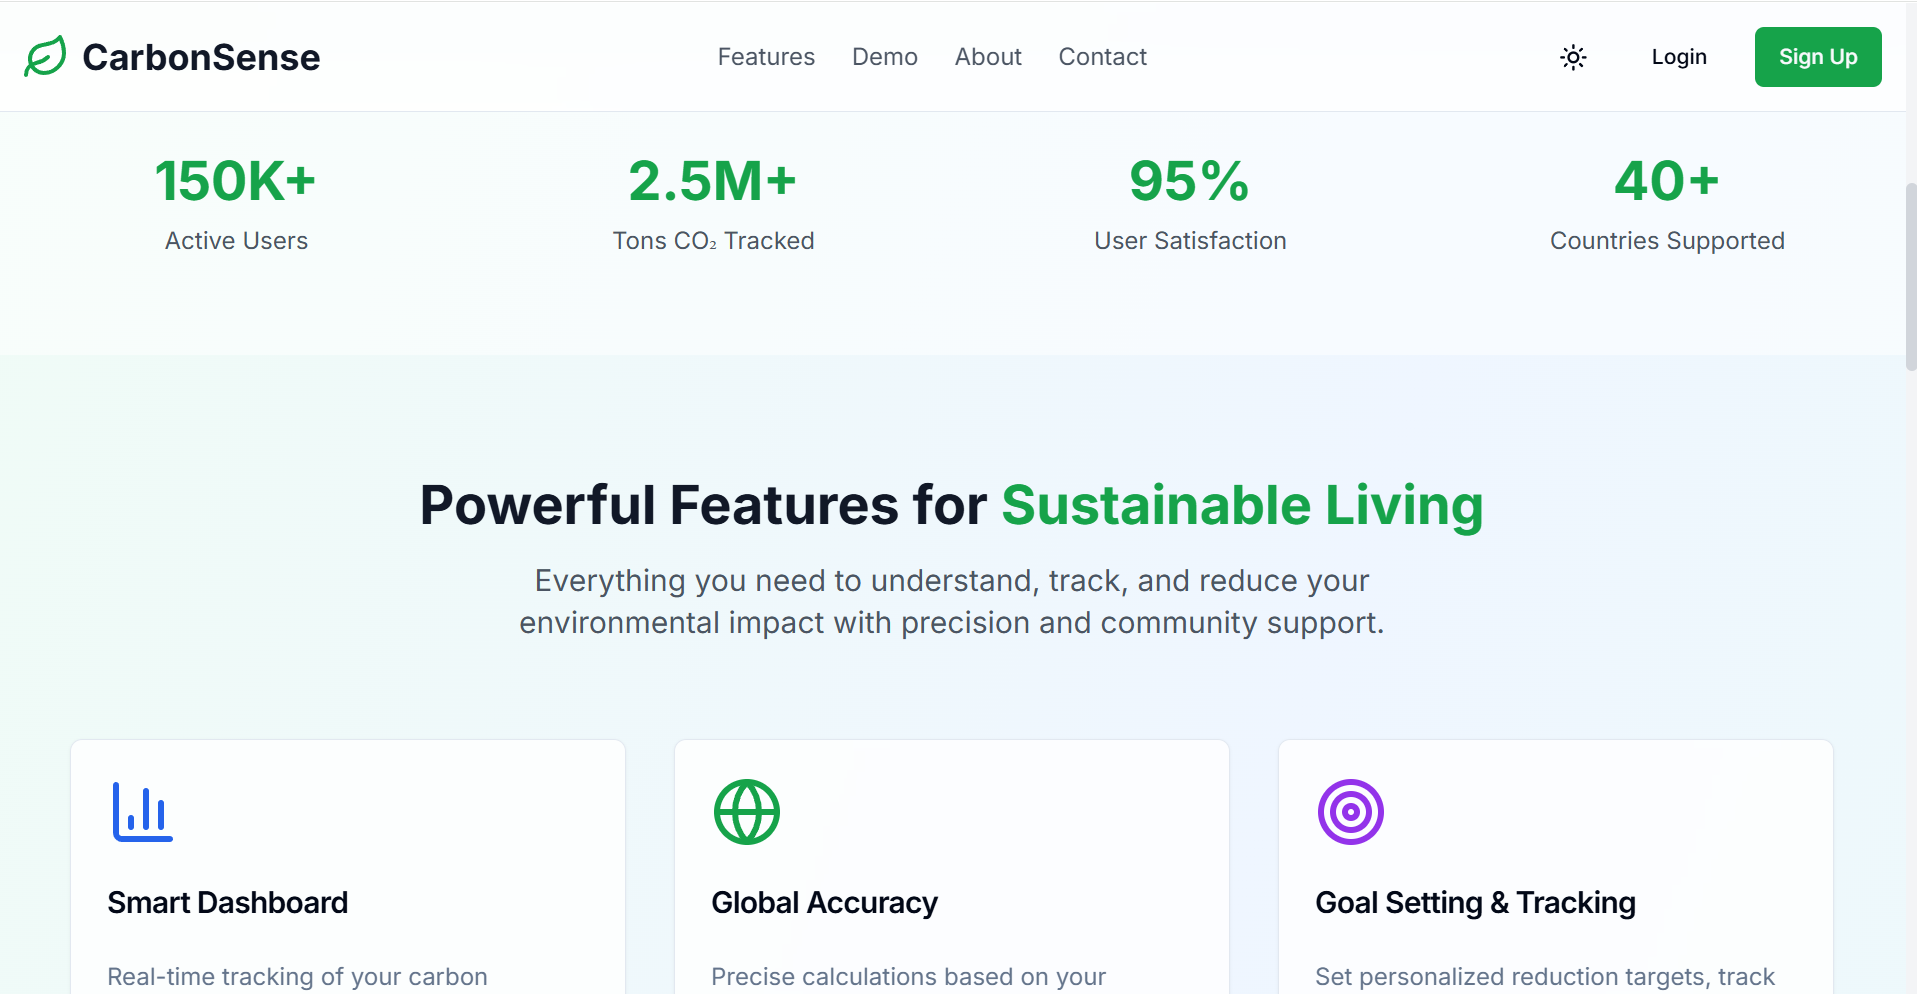 CarbonSense
Features Demo About Contact
Login
Sign Up
150K+
Active Users
2.5M+
Tons CO₂ Tracked
95%
User Satisfaction
40+
Countries Supported
Powerful Features for Sustainable Living
Everything you need to understand, track, and reduce your
environmental impact with precision and community support.
Smart Dashboard
Real-time tracking of your carbon
Global Accuracy
Precise calculations based on your
Goal Setting & Tracking
Set personalized reduction targets, track